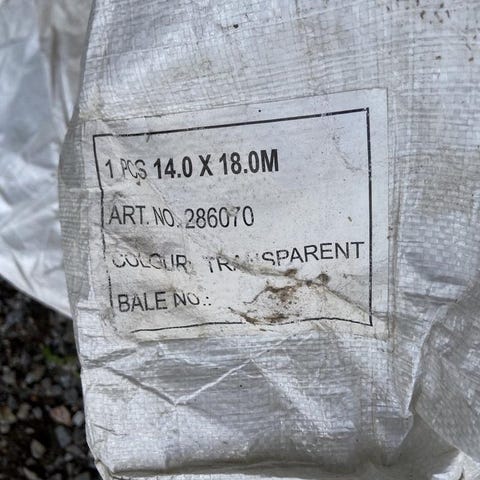 1 PCS 14.0 X 18.0M
ART. NO. 286070
COLOUR: TRANSPARENT
BALE NO.: